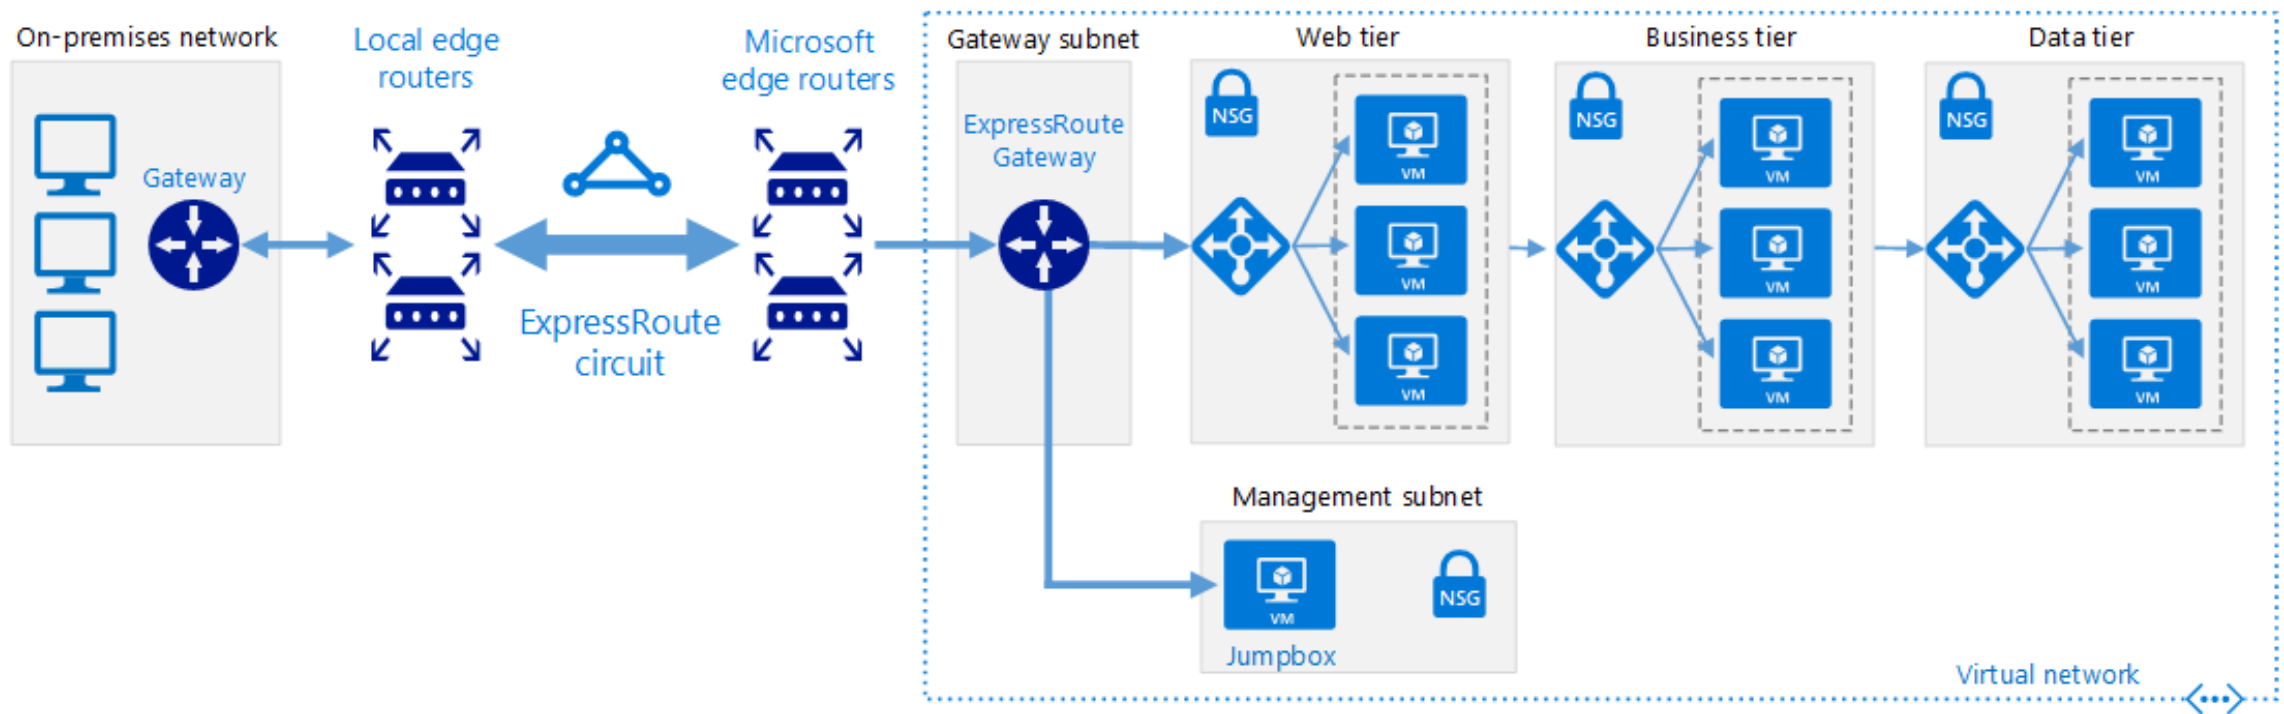 On-premises network
Gateway
Local edge
routers
ExpressRoute
circuit
Microsoft
edge routers
Gateway subnet
ExpressRoute
Gateway
Web tier
NSG
VM
VM
VM
Business tier
NSG
VM
VM
VM
Data tier
NSG
VM
VM
VM
Management subnet
VM
Jumpbox
NSG
Virtual network